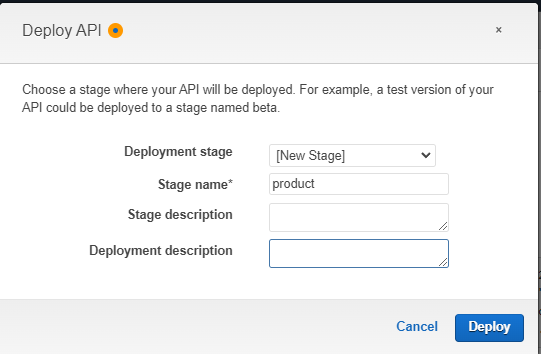 Deploy API
×
Choose a stage where your API will be deployed. For example, a test version of your
API could be deployed to a stage named beta.
Deployment stage [New Stage]
Stage name* product
Stage description
Deployment description
Cancel Deploy